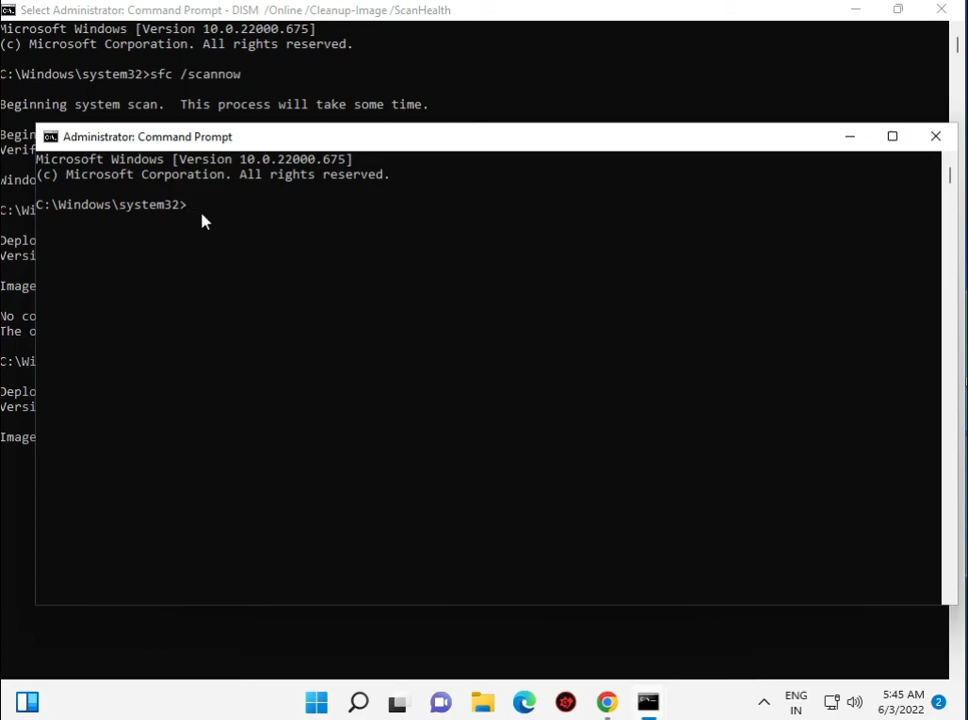 Select Administrator: Command Prompt - DISM /Online /Cleanup-Image /ScanHealth
Microsoft Windows [Version 10.0.22000.675]
(c) Microsoft Corporation. All rights reserved.
C:\Windows\system32>sfc /scannow
Beginning system scan.  This process will take some time.
Begin
Verif
Windo
C:\Wi
Deplo
Versi
Image
No co
The o
C:\Wi
Deplo
Versi
Image
Administrator: Command Prompt
Microsoft Windows [Version 10.0.22000.675]
(c) Microsoft Corporation. All rights reserved.
C:\Windows\system32>
ENG
IN
5:45 AM
6/3/2022
2